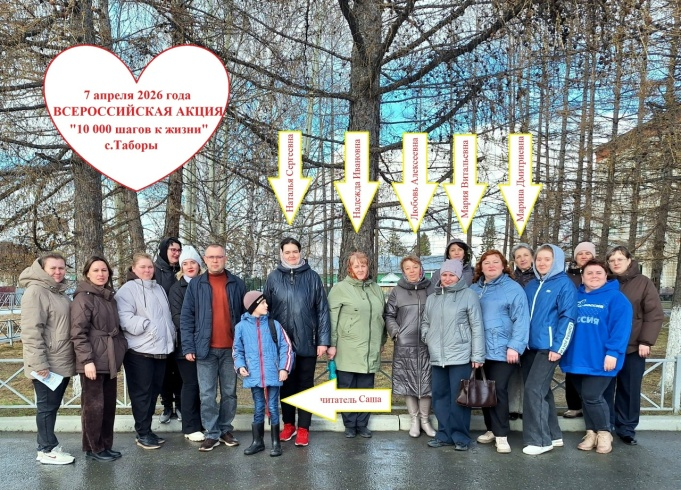 7 апреля 2026 года
ВСЕРОССИЙСКАЯ АКЦИЯ
"10 000 шагов к жизни"
с.Таборы
Наталья Сергеевна
Надежда Ивановна
Любовь Алексеевна
Мария Витальевна
Марина Дмитриевна
читатель Саша